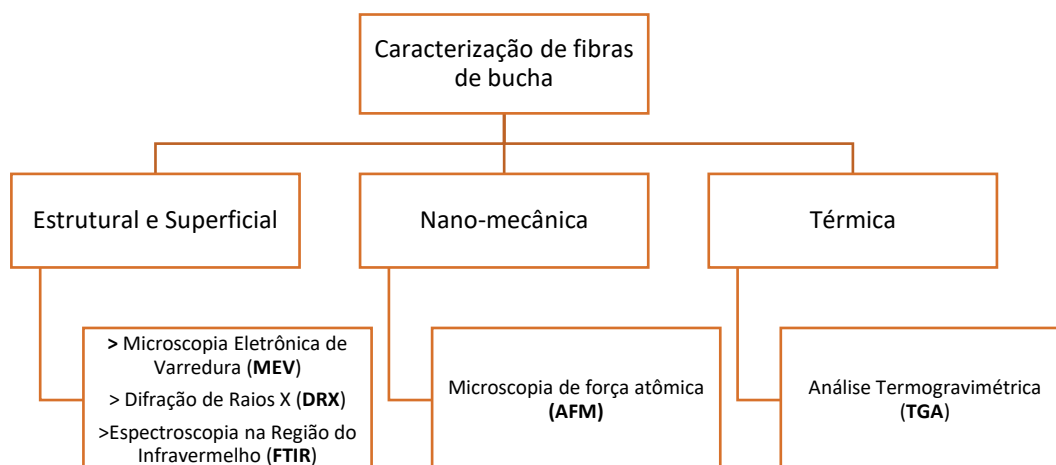 Caracterização de fibras
de bucha
Estrutural e Superficial
Nano-mecânica
Térmica
> Microscopia Eletrônica de
Varredura (MEV)
> Difração de Raios X (DRX)
>Espectroscopia na Região do
Infravermelho (FTIR)
Microscopia de força atômica
(AFM)
Análise Termogravimétrica
(TGA)